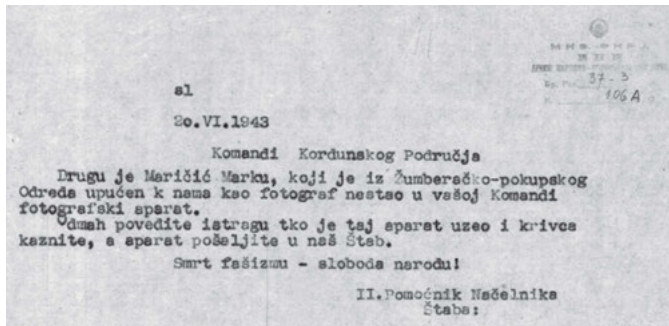 sl
2o.VI.1943
Komandi Kordunskog Područja
Drugu je Maričić Marku, koji je iz Žumberačko-pokupskog
Odreda upućen k nama kao fotograf nestao u vašoj Komandi
fotografski aparat.
Odmah povedite istragu tko je taj aparat uzeo i krivca
kaznite, a aparat pošeljite u naš Štab.
Smrt fašizmu - sloboda narodu!
II.Pomoćnik Načelnika
Štaba:
37-3
106A